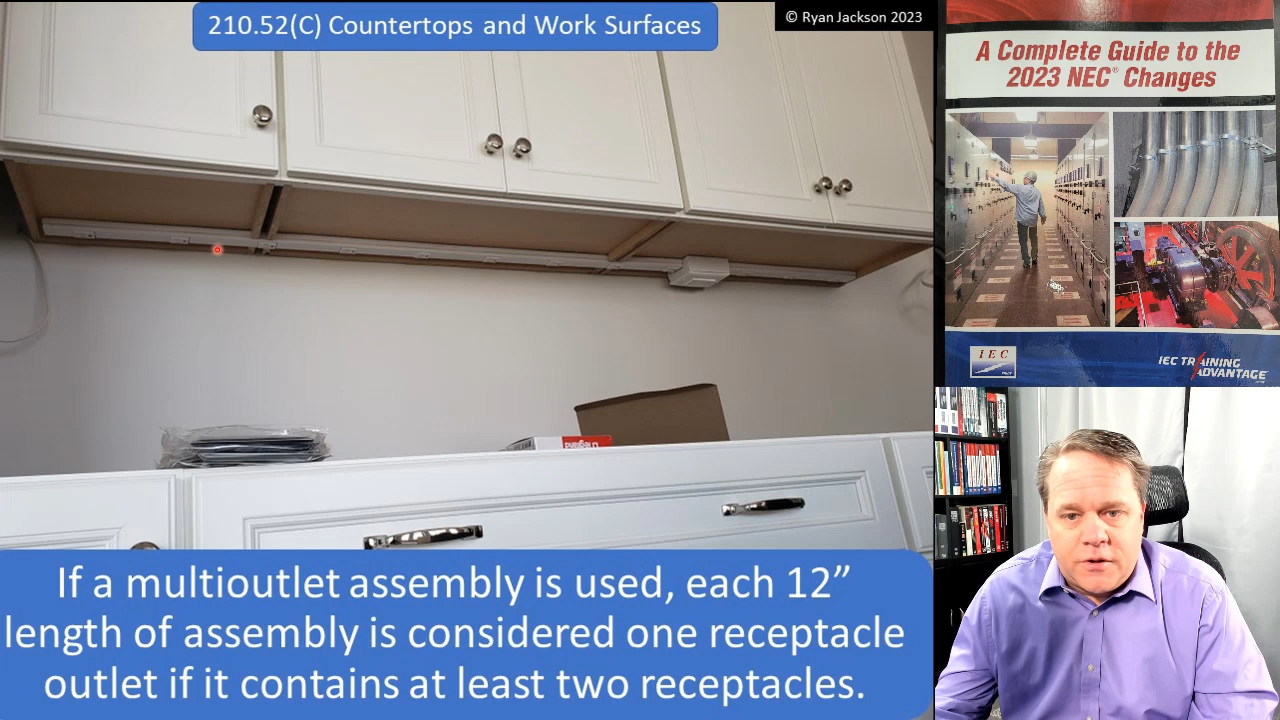 210.52(C) Countertops and Work Surfaces
© Ryan Jackson 2023
A Complete Guide to the
2023 NEC® Changes
IEC
IEC TRAINING
ADVANTAGE
If a multioutlet assembly is used, each 12”
length of assembly is considered one receptacle
outlet if it contains at least two receptacles.